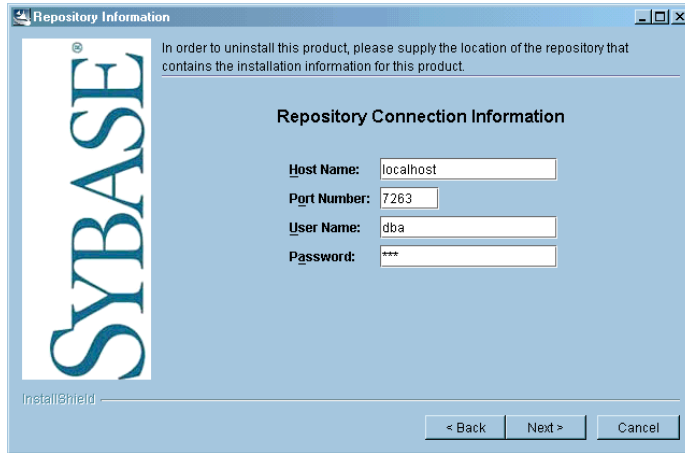 Repository Information
SYBASE®
In order to uninstall this product, please supply the location of the repository that
contains the installation information for this product.
Repository Connection Information
Host Name: localhost
Port Number: 7263
User Name: dba
Password: ***
InstallShield
< Back Next > Cancel